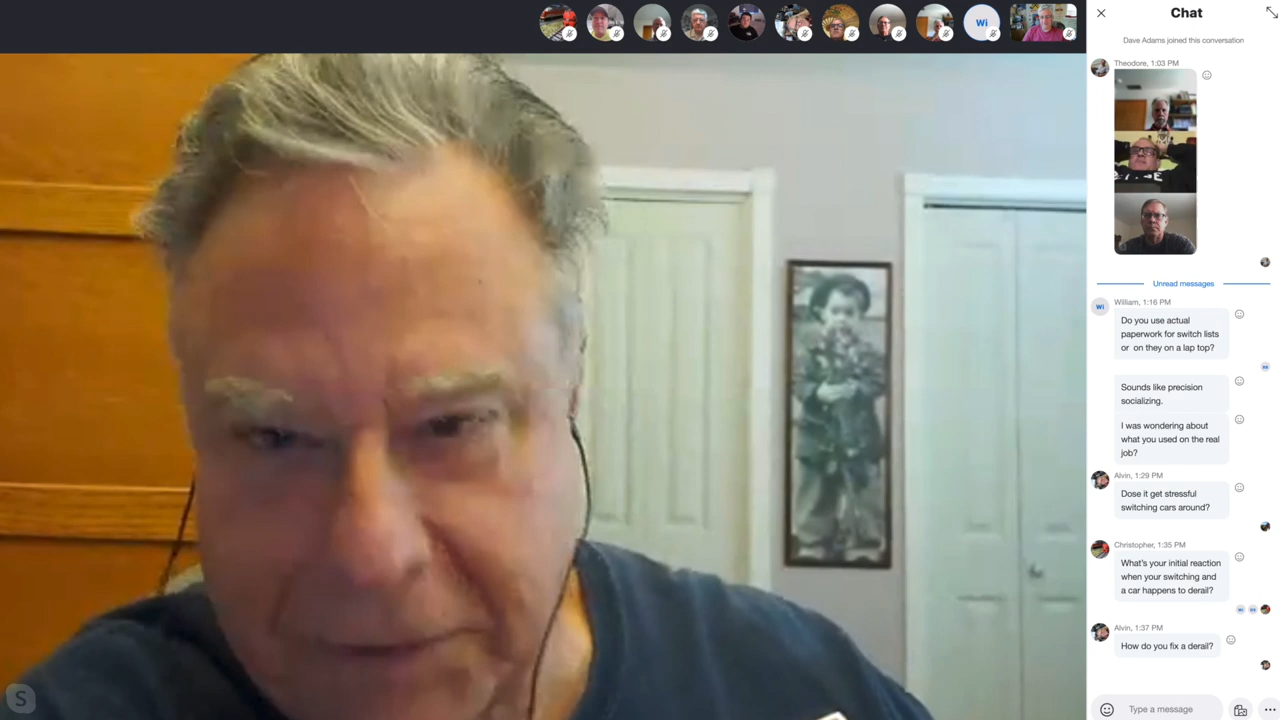 Wi
Chat
Dave Adams joined this conversation
Theodore, 1:03 PM
Unread messages
Wi
William, 1:16 PM
Do you use actual
paperwork for switch lists
or on they on a lap top?
Sounds like precision
socializing.
I was wondering about
what you used on the real
job?
Alvin, 1:29 PM
Dose it get stressful
switching cars around?
Christopher, 1:35 PM
What's your initial reaction
when your switching and
a car happens to derail?
Alvin, 1:37 PM
How do you fix a derail?
Type a message
S